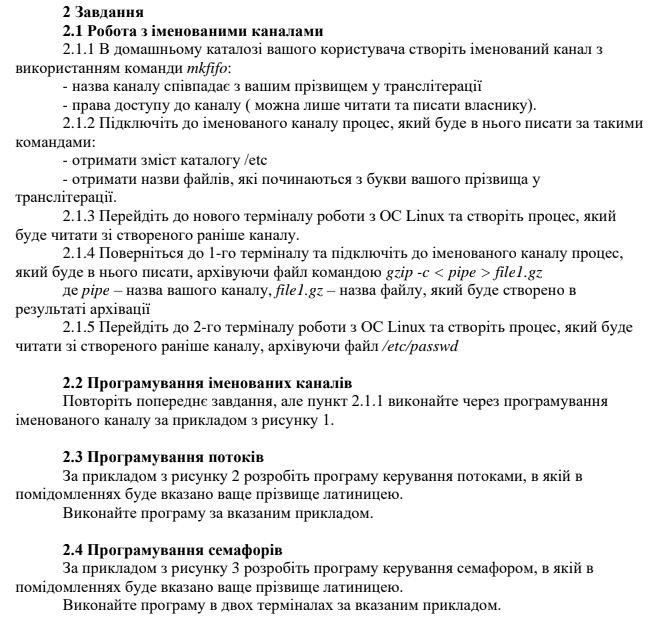 2 Завдання
2.1 Робота з іменованими каналами
2.1.1 В домашньому каталозі вашого користувача створіть іменований канал з
використанням команди mkfifo:
- назва каналу співпадає з вашим прізвищем у транслітерації
- права доступу до каналу ( можна лише читати та писати власнику).
2.1.2 Підключіть до іменованого каналу процес, який буде в нього писати за такими
командами:
- отримати зміст каталогу /etc
- отримати назви файлів, які починаються з букви вашого прізвища у
транслітерації.
2.1.3 Перейдіть до нового терміналу роботи з ОС Linux та створіть процес, який
буде читати зі створеного раніше каналу.
2.1.4 Поверніться до 1-го терміналу та підключіть до іменованого каналу процес,
який буде в нього писати, архівуючи файл командою gzip -c < pipe > file1.gz
де pipe – назва вашого каналу, file1.gz – назва файлу, який буде створено в
результаті архівації
2.1.5 Перейдіть до 2-го терміналу роботи з ОС Linux та створіть процес, який буде
читати зі створеного раніше каналу, архівуючи файл /etc/passwd
2.2 Програмування іменованих каналів
Повторіть попереднє завдання, але пункт 2.1.1 виконайте через програмування
іменованого каналу за прикладом з рисунку 1.
2.3 Програмування потоків
За прикладом з рисунку 2 розробіть програму керування потоками, в якій в
помідомленнях буде вказано ваше прізвище латиницею.
Виконайте програму за вказаним прикладом.
2.4 Програмування семафорів
За прикладом з рисунку 3 розробіть програму керування семафором, в якій в
помідомленнях буде вказано ваше прізвище латиницею.
Виконайте програму в двох терміналах за вказаним прикладом.